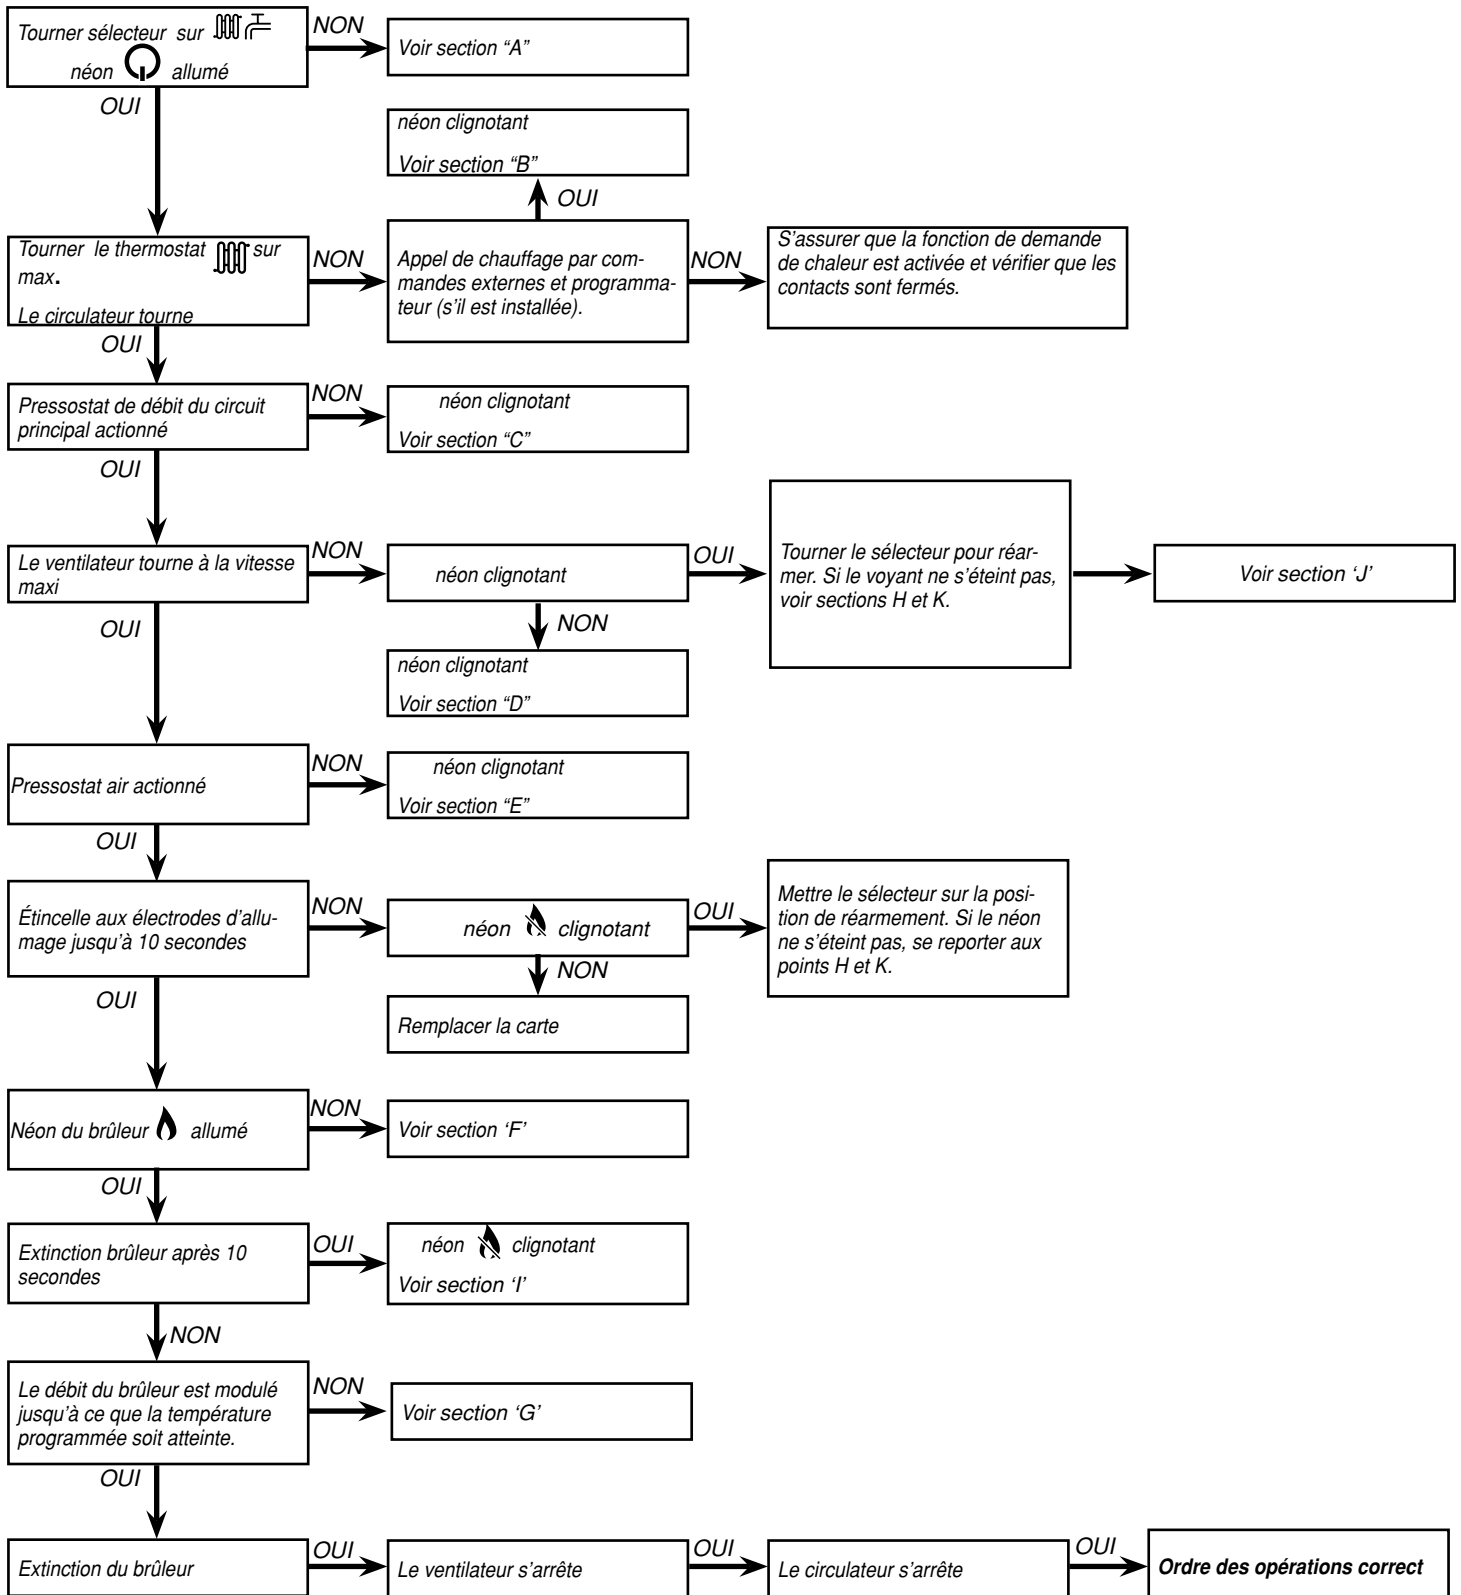 Tourner sélecteur sur
néon allumé
NON
Voir section “A”
OUI
néon clignotant
Voir section “B”
OUI
Tourner le thermostat sur
max.
Le circulateur tourne
NON
Appel de chauffage par com-
mandes externes et programma-
teur (s’il est installée).
NON
S’assurer que la fonction de demande
de chaleur est activée et vérifier que les
contacts sont fermés.
OUI
Pressostat de débit du circuit
principal actionné
NON
néon clignotant
Voir section “C”
OUI
Le ventilateur tourne à la vitesse
maxi
NON
néon clignotant
OUI
Tourner le sélecteur pour réar-
mer. Si le voyant ne s’éteint pas,
voir sections H et K.
Voir section ‘J’
NON
néon clignotant
Voir section “D”
OUI
Pressostat air actionné
NON
néon clignotant
Voir section “E”
OUI
Étincelle aux électrodes d’allu-
mage jusqu’à 10 secondes
NON
néon clignotant
OUI
Mettre le sélecteur sur la posi-
tion de réarmement. Si le néon
ne s’éteint pas, se reporter aux
points H et K.
NON
Remplacer la carte
OUI
Néon du brûleur allumé
NON
Voir section ‘F’
OUI
Extinction brûleur après 10
secondes
OUI
néon clignotant
Voir section ‘I’
NON
Le débit du brûleur est modulé
jusqu’à ce que la température
programmée soit atteinte.
NON
Voir section ‘G’
OUI
Extinction du brûleur
OUI
Le ventilateur s’arrête
OUI
Le circulateur s’arrête
OUI
Ordre des opérations correct